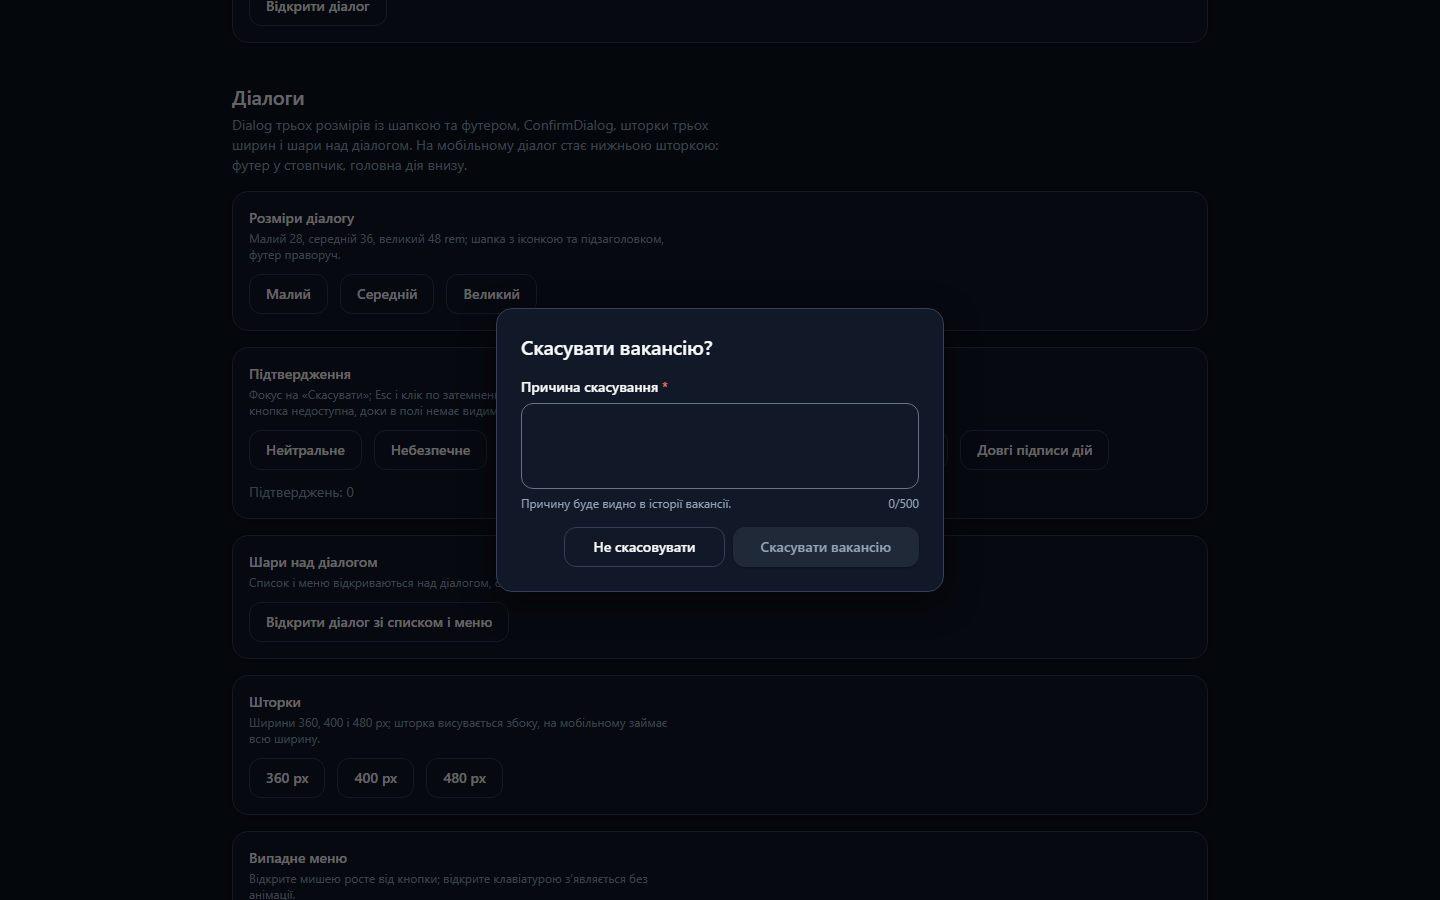 Відкрити діалог
Діалоги
Dialog трьох розмірів із шапкою та футером, ConfirmDialog, шторки трьох
ширин і шари над діалогом. На мобільному діалог стає нижньою шторкою:
футер у стовпчик, головна дія внизу.
Розміри діалогу
Малий 28, середній 36, великий 48 rem; шапка з іконкою та підзаголовком,
футер праворуч.
Малий
Середній
Великий
Підтвердження
Фокус на «Скасувати»; Esc і клік по
кнопка недоступна, доки в полі немає
Нейтральне
Небезпечне
Довгі підписи дій
Підтверджень: 0
Скасувати вакансію?
Причина скасування *
Причину буде видно в історії вакансії.
0/500
Не скасовувати
Скасувати вакансію
Шари над діалогом
Список і меню відкриваються над діалогом,
Відкрити діалог зі списком і меню
Шторки
Ширини 360, 400 і 480 px; шторка висувається збоку, на мобільному займає
всю ширину.
360 px
400 px
480 px
Випадне меню
Відкрите мишею росте від кнопки; відкрите клавіатурою з’являється без
анімації.